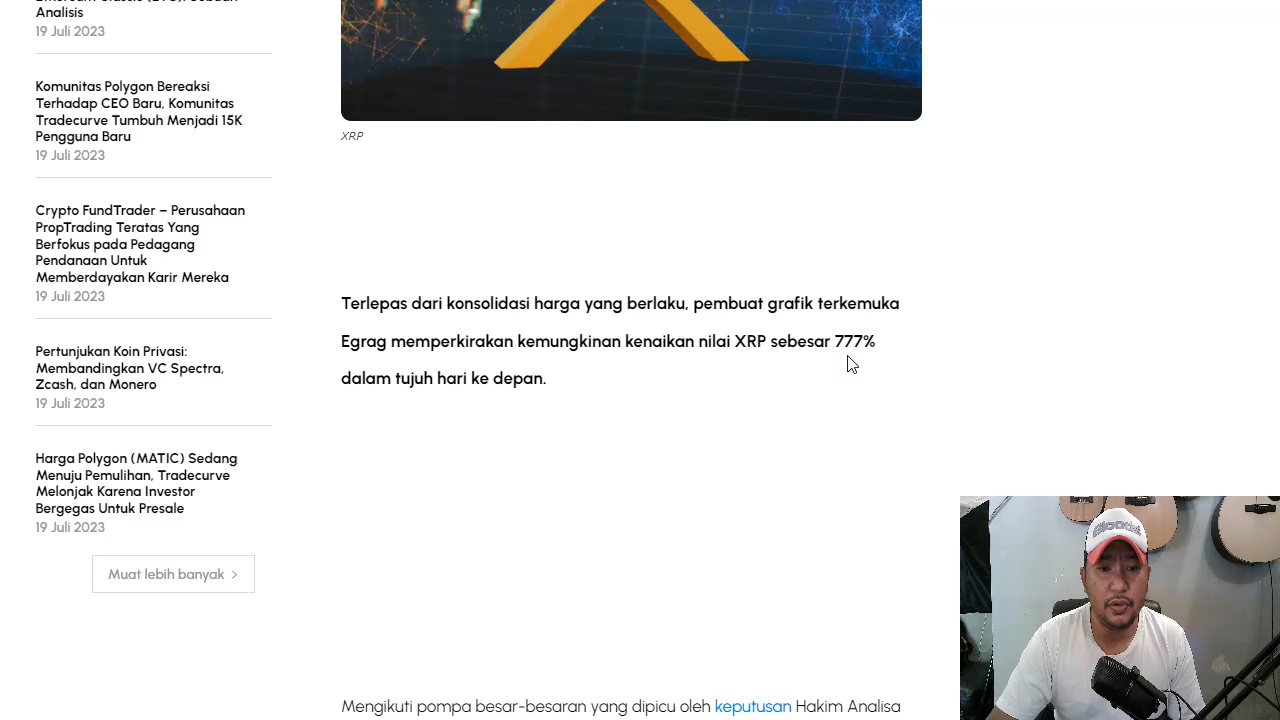 Analisis
19 Juli 2023
Komunitas Polygon Bereaksi
Terhadap CEO Baru, Komunitas
Tradecurve Tumbuh Menjadi 15K
Pengguna Baru
19 Juli 2023
Crypto FundTrader – Perusahaan
PropTrading Teratas Yang
Berfokus pada Pedagang
Pendanaan Untuk
Memberdayakan Karir Mereka
19 Juli 2023
Pertunjukan Koin Privasi:
Membandingkan VC Spectra,
Zcash, dan Monero
19 Juli 2023
Harga Polygon (MATIC) Sedang
Menuju Pemulihan, Tradecurve
Melonjak Karena Investor
Bergegas Untuk Presale
19 Juli 2023
Muat lebih banyak >
XRP
Terlepas dari konsolidasi harga yang berlaku, pembuat grafik terkemuka
Egrag memperkirakan kemungkinan kenaikan nilai XRP sebesar 777%
dalam tujuh hari ke depan.
Mengikuti pompa besar-besaran yang dipicu oleh keputusan Hakim Analisa